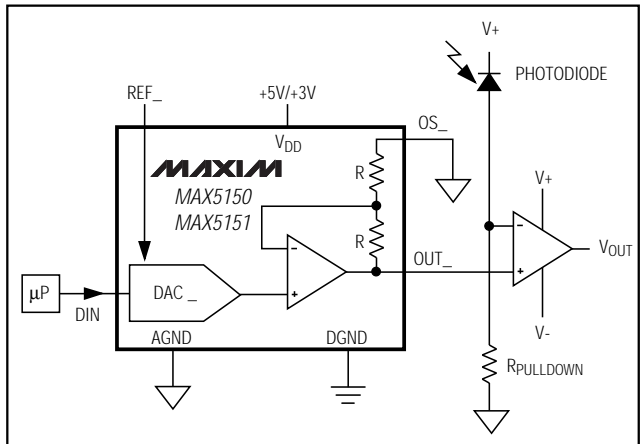 V+
PHOTODIODE
REF_
+5V/+3V
OS_
VDD
MAXIM
MAX5150
MAX5151
R
R
V+
-
+
-
+
VOUT
OUT_
µP
DIN
DAC _
AGND
DGND
V-
RPULLDOWN